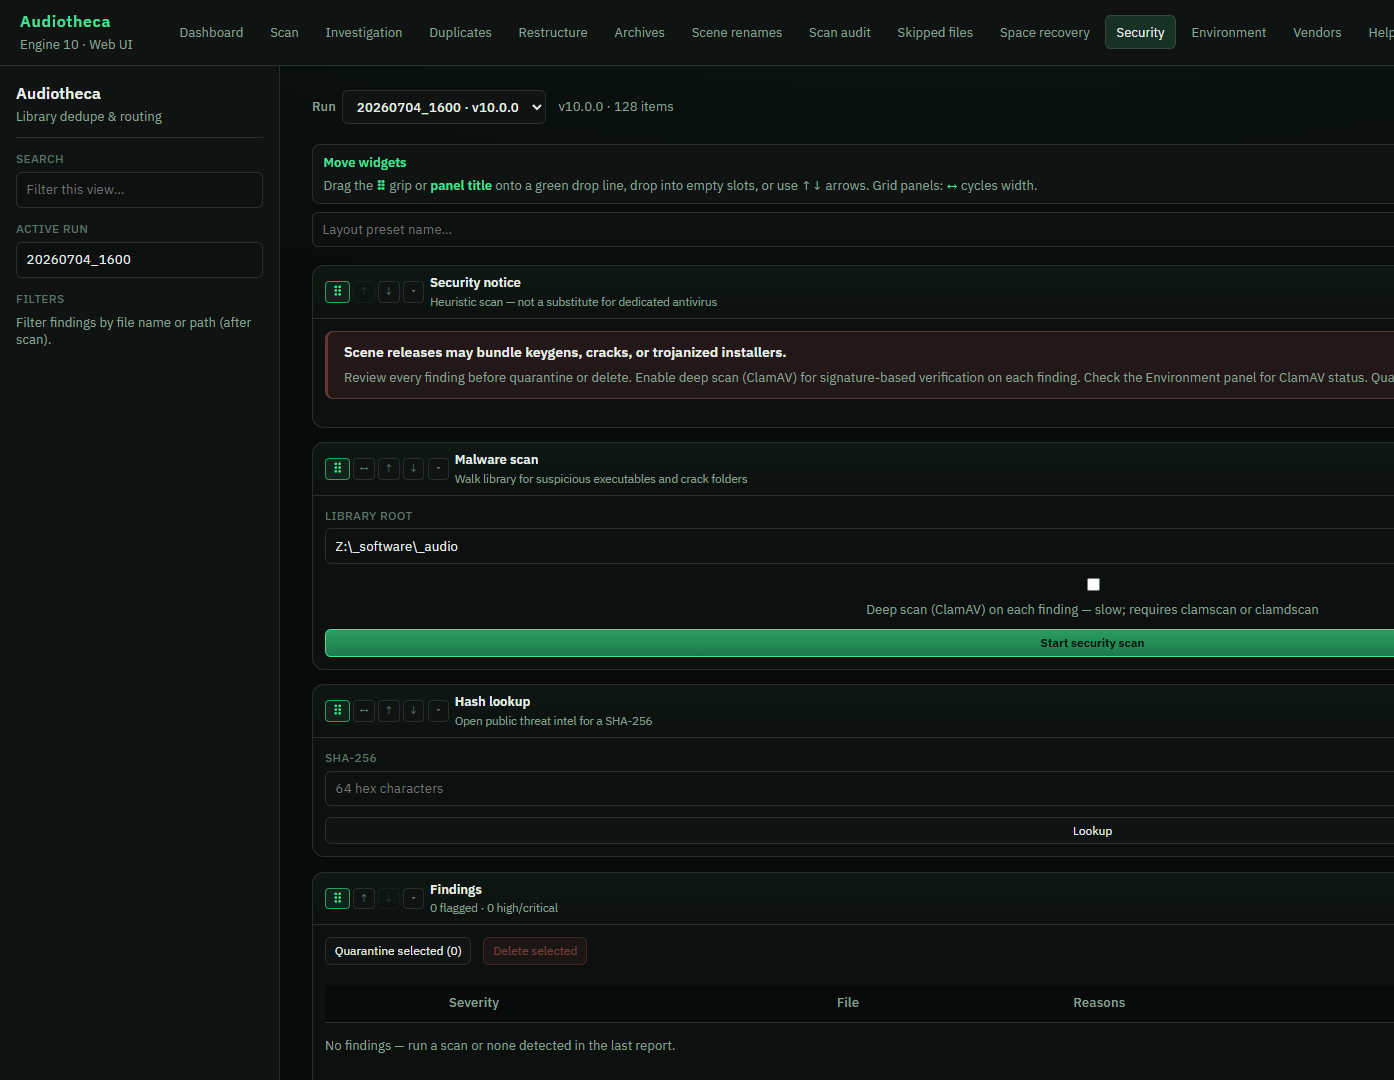 Audiotheca
Engine 10 · Web UI
Dashboard
Scan
Investigation
Duplicates
Restructure
Archives
Scene renames
Scan audit
Skipped files
Space recovery
Security
Environment
Vendors
Help
Audiotheca
Library dedupe & routing
SEARCH
Filter this view...
ACTIVE RUN
20260704_1600
FILTERS
Filter findings by file name or path (after
scan).
Run
20260704_1600 · v10.0.0
v10.0.0 · 128 items
Move widgets
Drag the ⠿ grip or panel title onto a green drop line, drop into empty slots, or use ↑ ↓ arrows. Grid panels: ↔ cycles width.
Layout preset name...
Security notice
Heuristic scan — not a substitute for dedicated antivirus
Scene releases may bundle keygens, cracks, or trojanized installers.
Review every finding before quarantine or delete. Enable deep scan (ClamAV) for signature-based verification on each finding. Check the Environment panel for ClamAV status. Qua
Malware scan
Walk library for suspicious executables and crack folders
LIBRARY ROOT
Z:\_software\_audio
Deep scan (ClamAV) on each finding — slow; requires clamscan or clamdscan
Start security scan
Hash lookup
Open public threat intel for a SHA-256
SHA-256
64 hex characters
Lookup
Findings
0 flagged · 0 high/critical
Quarantine selected (0)
Delete selected
Severity
File
Reasons
No findings — run a scan or none detected in the last report.